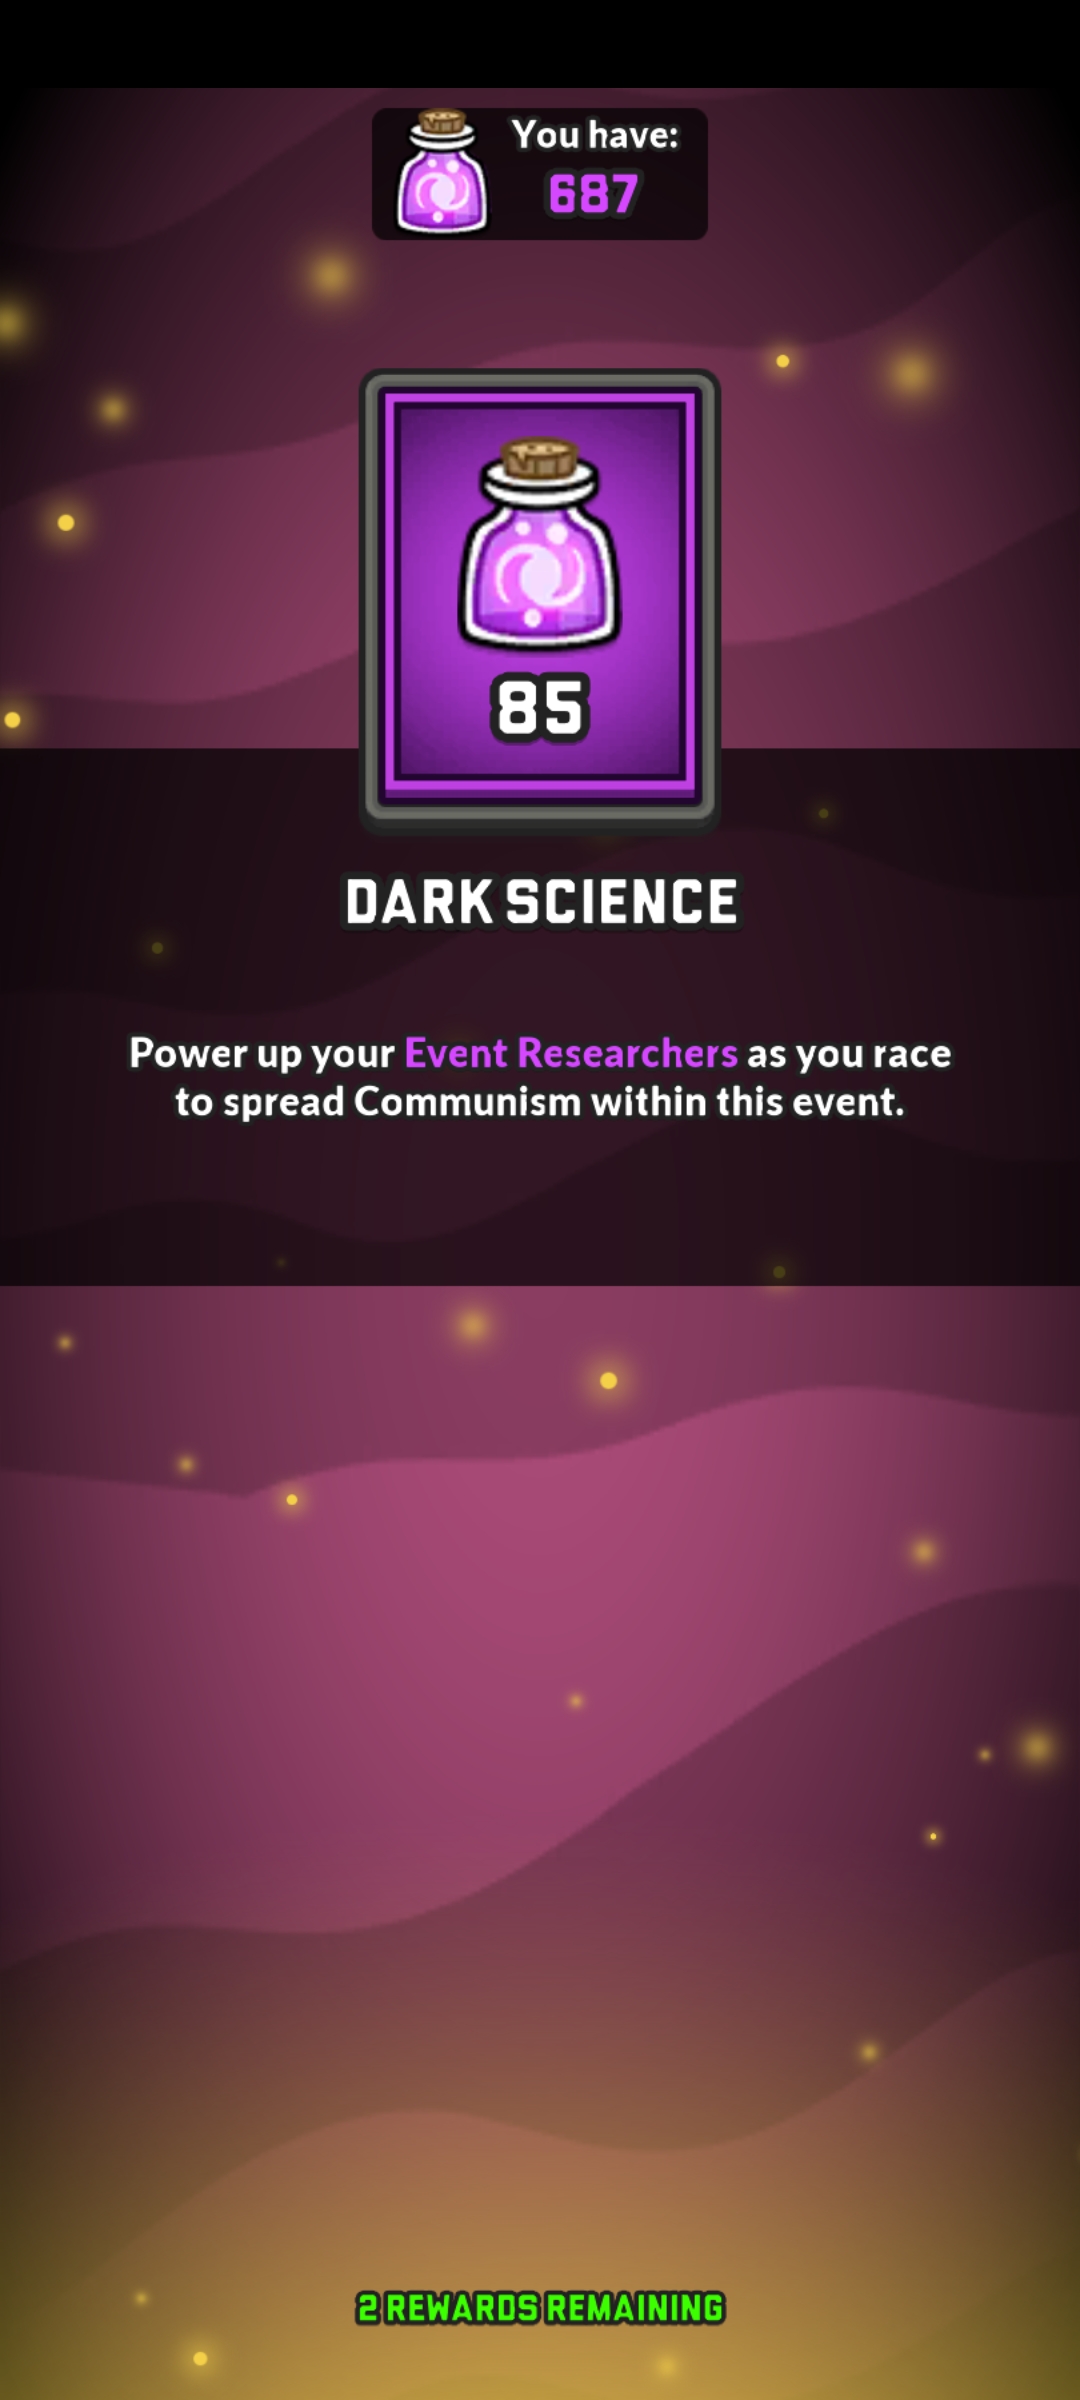 You have:
687
85
DARK SCIENCE
Power up your Event Researchers as you race
to spread Communism within this event.
2 REWARDS REMAINING